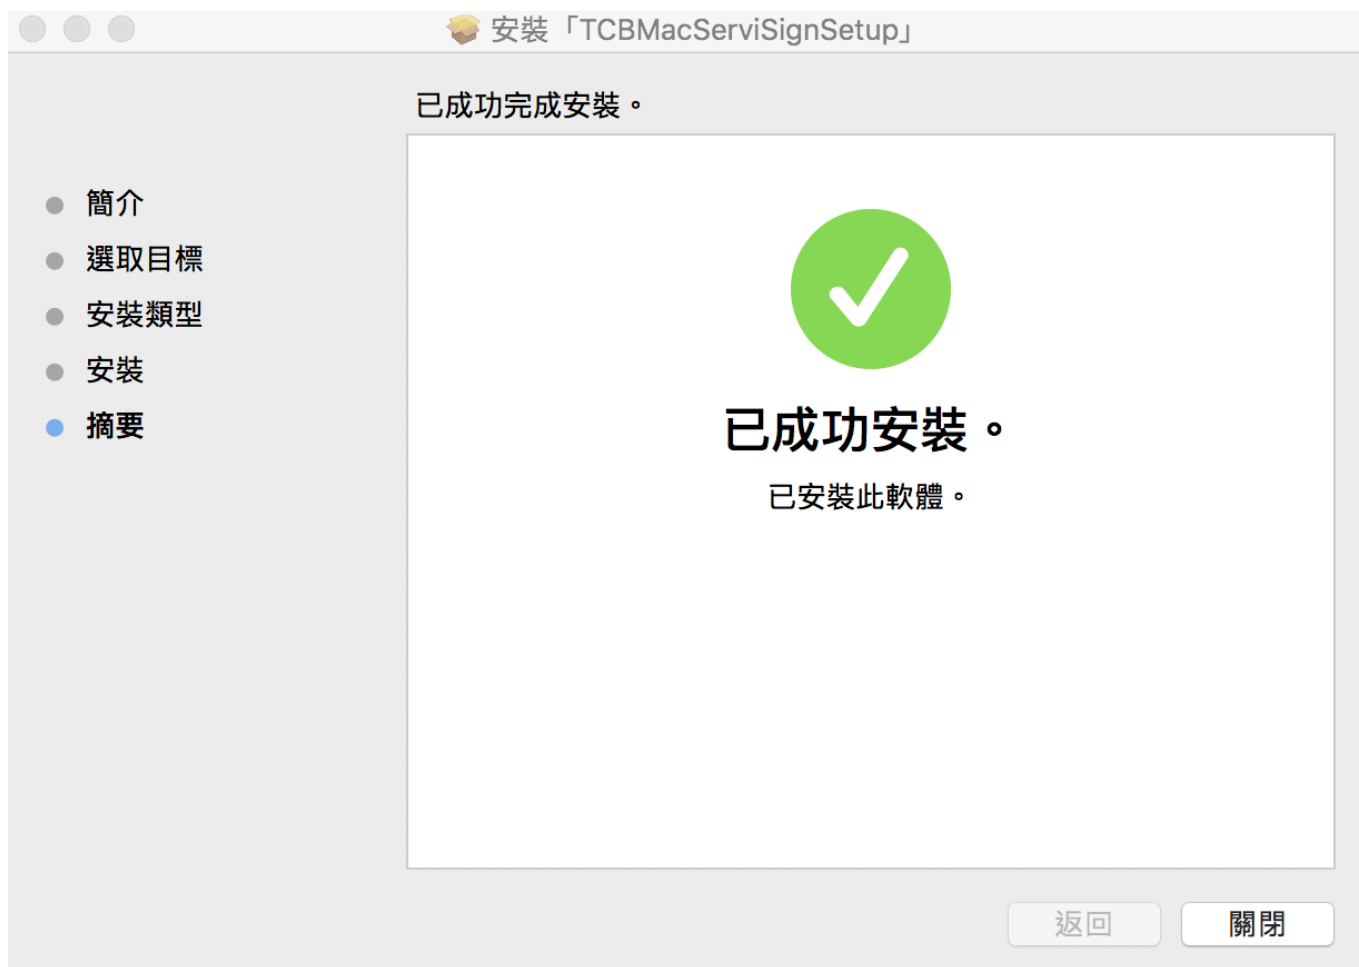 安裝「TCBMacServiSignSetup」
已成功完成安裝。
簡介
選取目標
安裝類型
安裝
摘要
已成功安裝。
已安裝此軟體。
返回
關閉